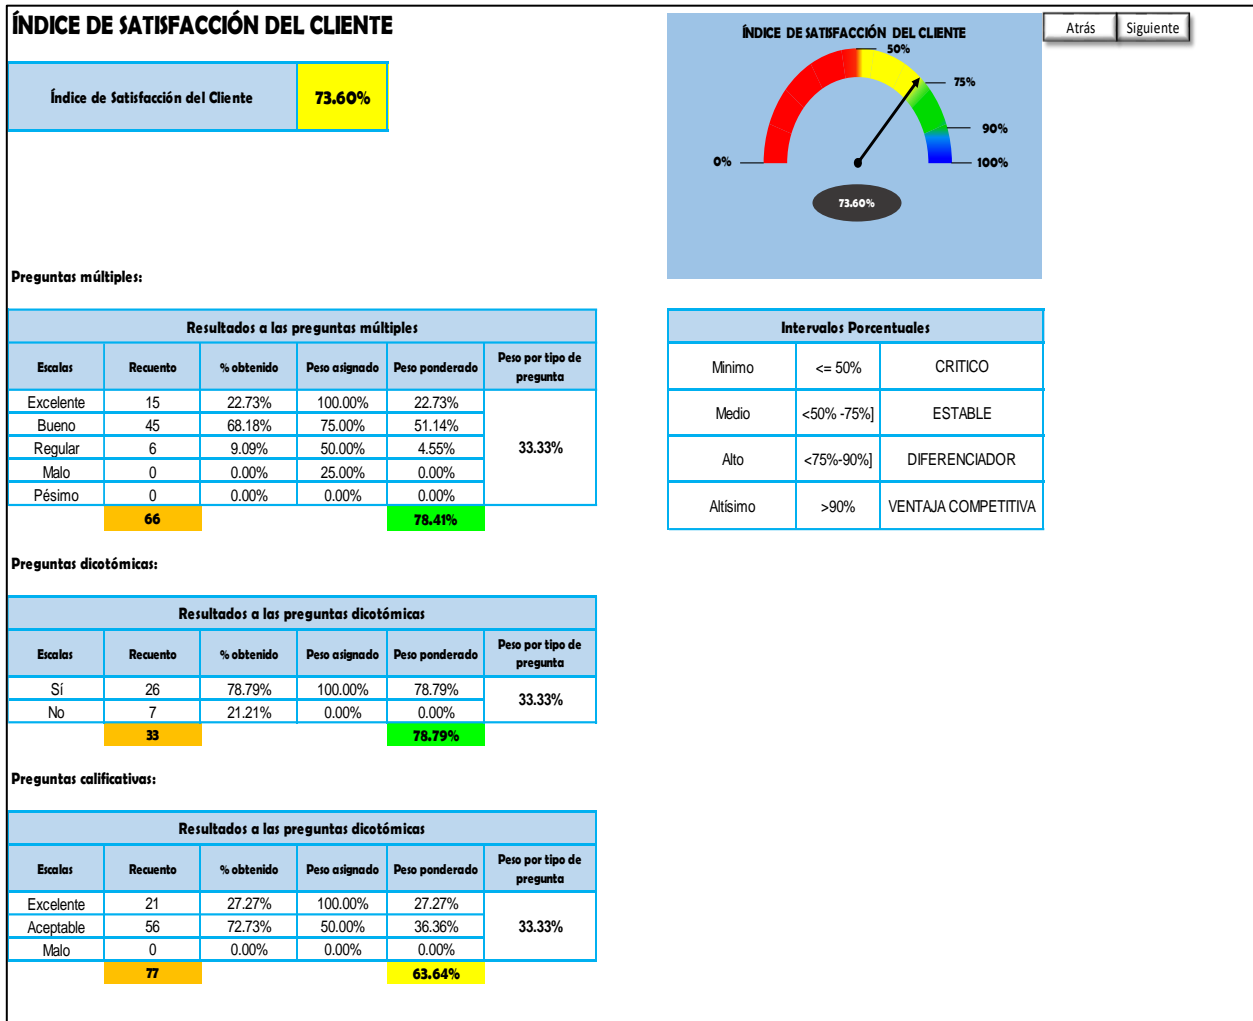 ÍNDICE DE SATISFACCIÓN DEL CLIENTE
Índice de Satisfacción del Cliente 73.60%
ÍNDICE DE SATISFACCIÓN DEL CLIENTE
50%
75%
90%
0%
100%
73.60%
Atrás Siguiente
Preguntas múltiples:
Resultados a las preguntas múltiples
Escalas Recuento % obtenido Peso asignado Peso ponderado Peso por tipo de pregunta
Excelente 15 22.73% 100.00% 22.73%
Bueno 45 68.18% 75.00% 51.14%
Regular 6 9.09% 50.00% 4.55% 33.33%
Malo 0 0.00% 25.00% 0.00%
Pésimo 0 0.00% 0.00% 0.00%
66 78.41%
Intervalos Porcentuales
Minimo <= 50% CRITICO
Medio <50% -75%] ESTABLE
Alto <75%-90%] DIFERENCIADOR
Altísimo >90% VENTAJA COMPETITIVA
Preguntas dicotómicas:
Resultados a las preguntas dicotómicas
Escalas Recuento % obtenido Peso asignado Peso ponderado Peso por tipo de pregunta
Sí 26 78.79% 100.00% 78.79% 33.33%
No 7 21.21% 0.00% 0.00%
33 78.79%
Preguntas calificativas:
Resultados a las preguntas dicotómicas
Escalas Recuento % obtenido Peso asignado Peso ponderado Peso por tipo de pregunta
Excelente 21 27.27% 100.00% 27.27%
Aceptable 56 72.73% 50.00% 36.36% 33.33%
Malo 0 0.00% 0.00% 0.00%
77 63.64%